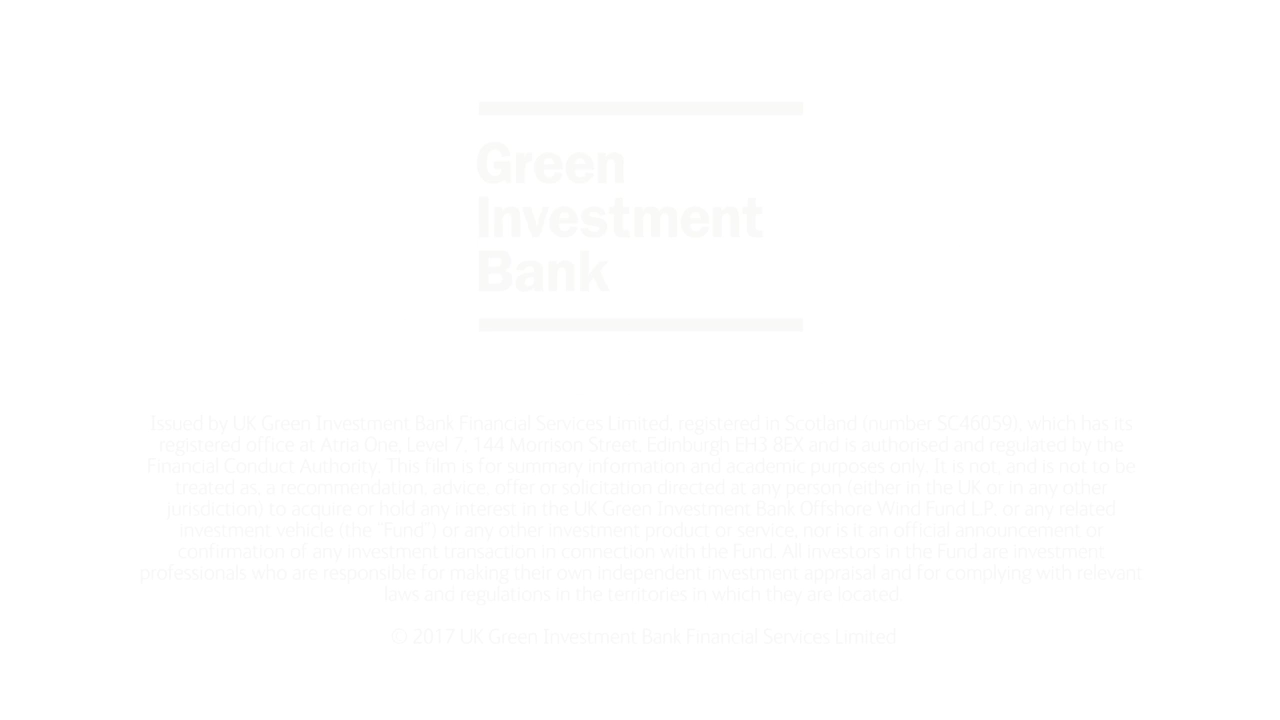 Green
Investment
Bank
Issued by UK Green Investment Bank Financial Services Limited, registered in Scotland (number SC46059), which has its
registered office at Atria One, Level 7, 144 Morrison Street, Edinburgh EH3 8EX and is authorised and regulated by the
Financial Conduct Authority. This film is for summary information and academic purposes only. It is not, and is not to be
treated as, a recommendation, advice, offer or solicitation directed at any person (either in the UK or in any other
jurisdiction) to acquire or hold any interest in the UK Green Investment Bank Offshore Wind Fund L.P. or any related
investment vehicle (the "Fund") or any other investment product or service, nor is it an official announcement or
confirmation of any investment transaction in connection with the Fund. All investors in the Fund are investment
professionals who are responsible for making their own independent investment appraisal and for complying with relevant
laws and regulations in the territories in which they are located
© 2017 UK Green Investment Bank Financial Services Limited